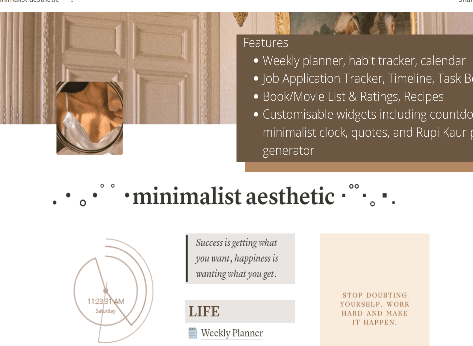 Features
Weekly planner, habit tracker, calendar
Job Application Tracker, Timeline, Task
Book/Movie List & Ratings, Recipes
Customisable widgets including
minimalist clock, quotes, and Rupi Kaur
generator
minimalist aesthetic
Success is getting what
you want, happiness is
wanting what you get.
11:23:31 AM
Saturday
STOP DOUBTING
YOURSELF, WORK
HARD AND MAKE
IT HAPPEN.
LIFE
Weekly Planner